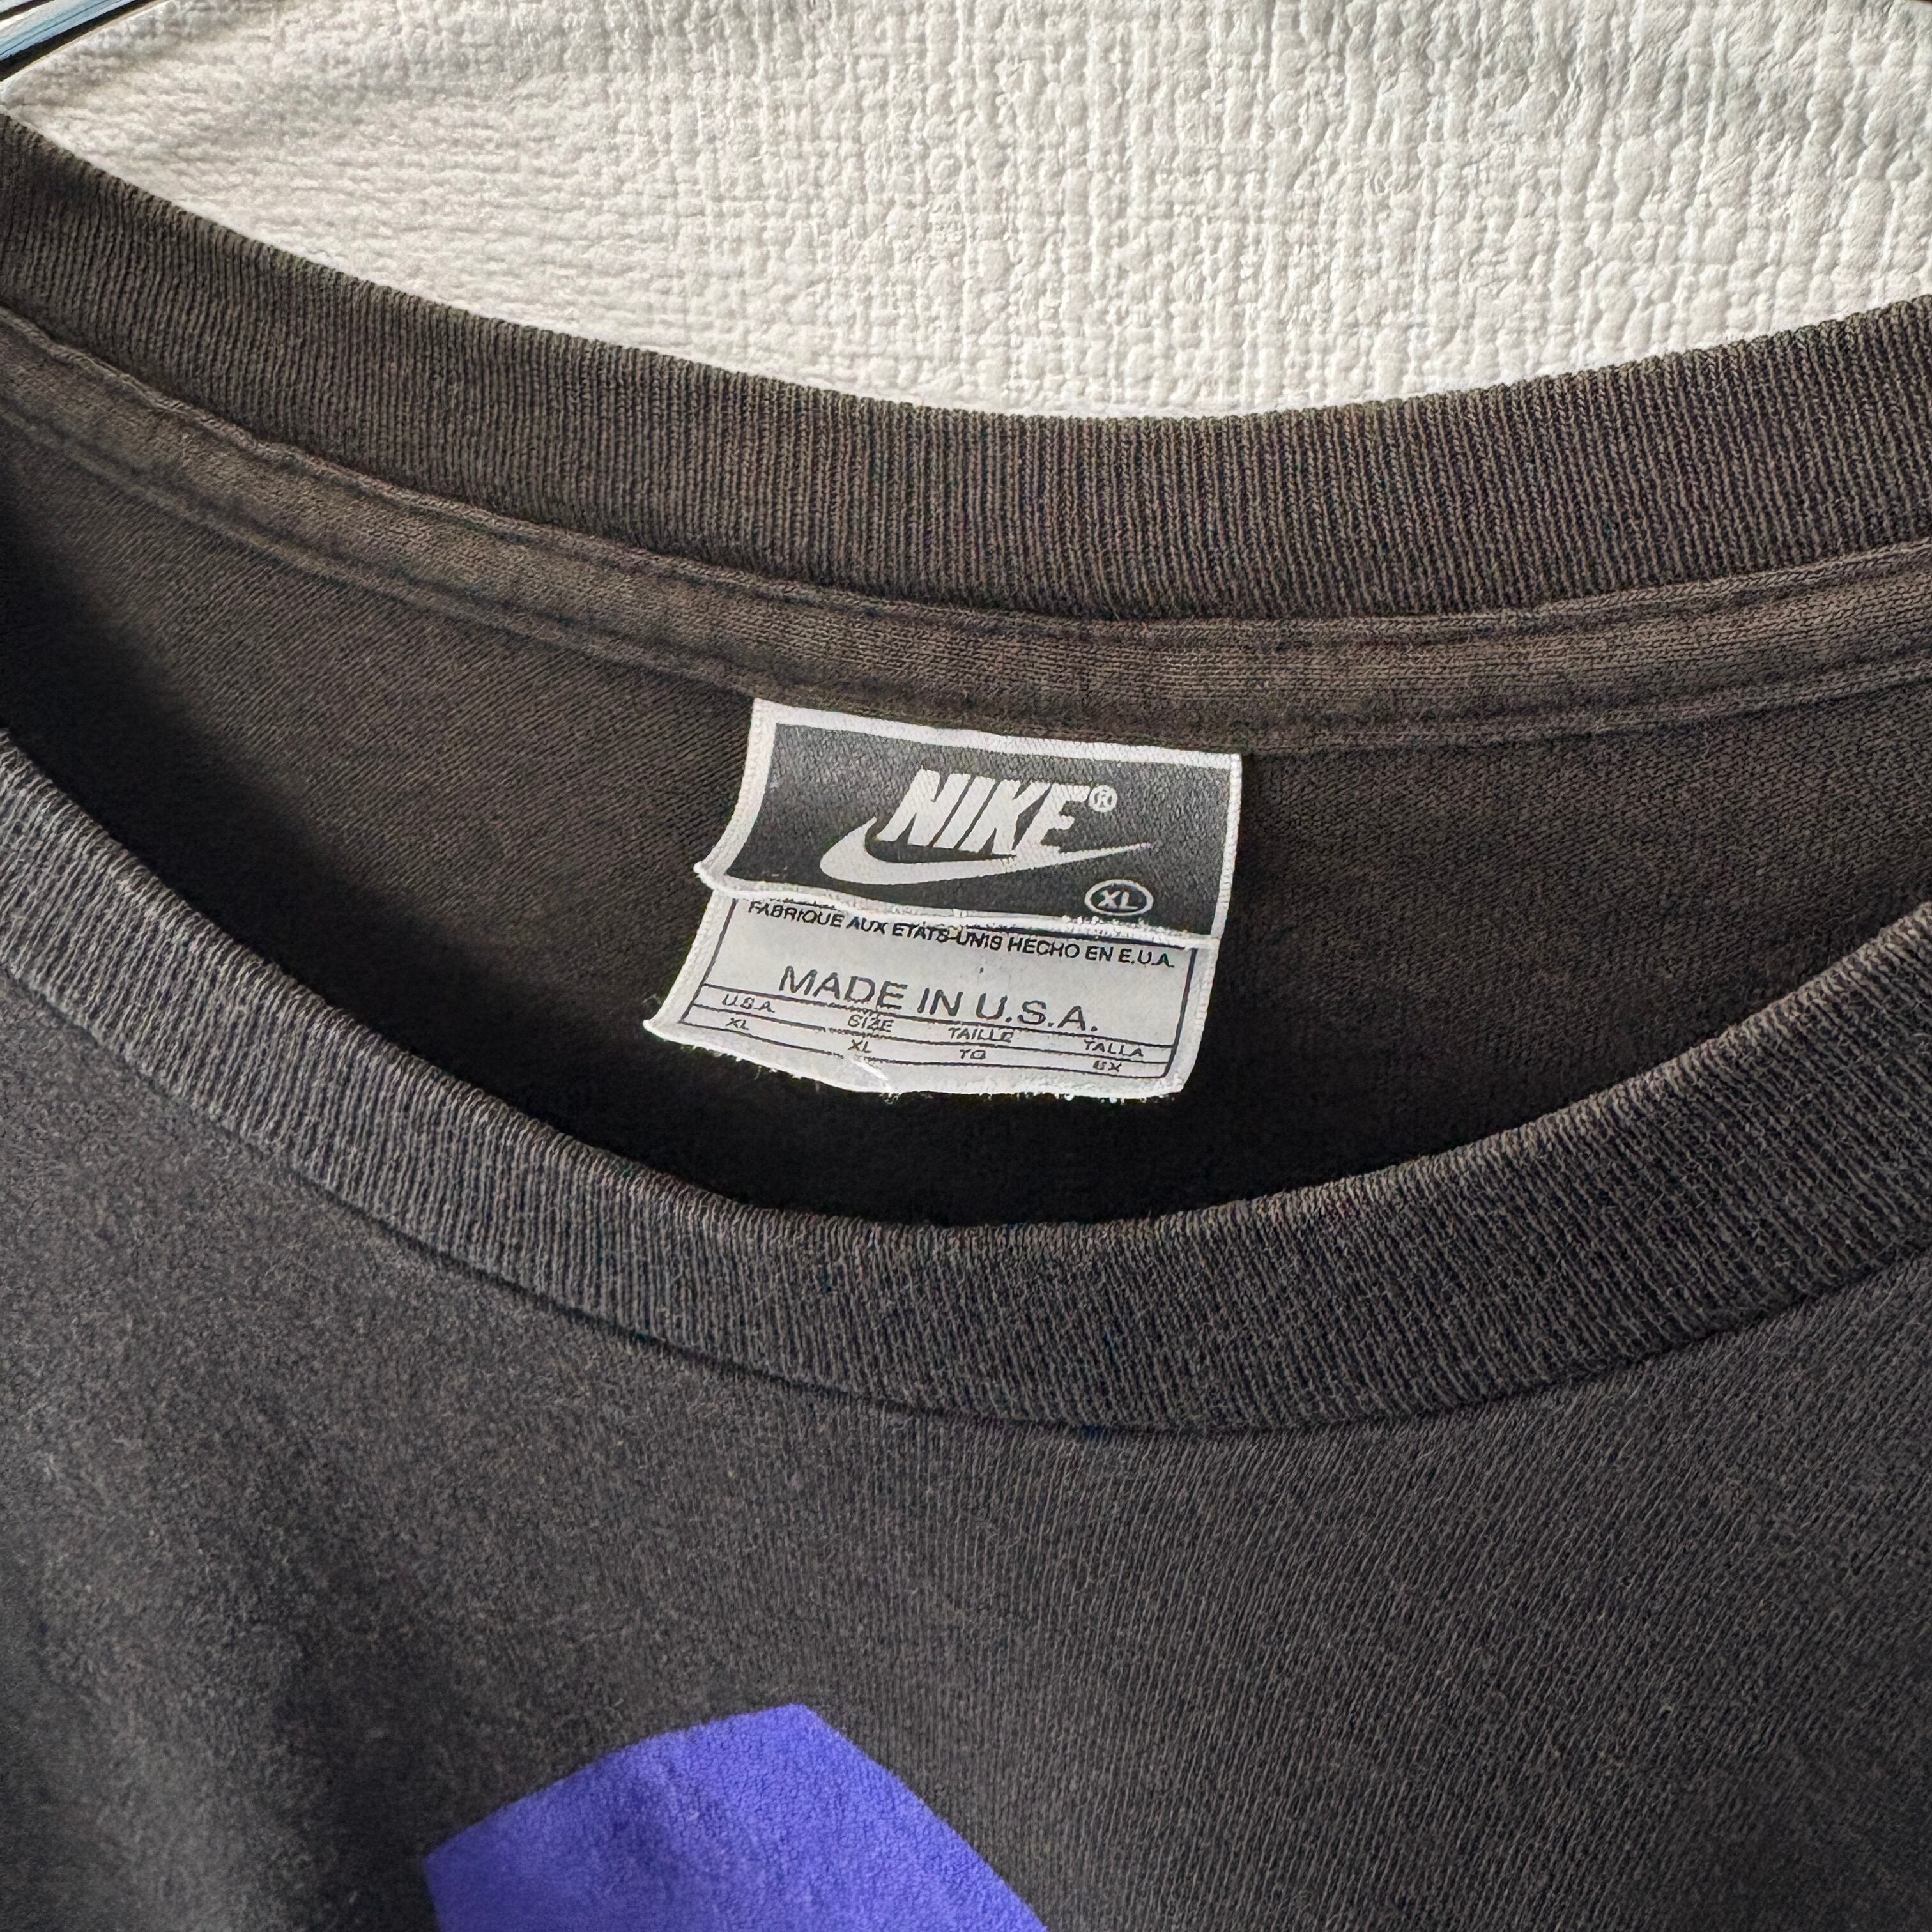 NIKE®
XL
FABRIQUE AUX ETATS-UNIS HECHO EN E.U.A.
MADE IN U.S.A.
U.S.A. SIZE TAILLE TALLA
XL XL TG EX